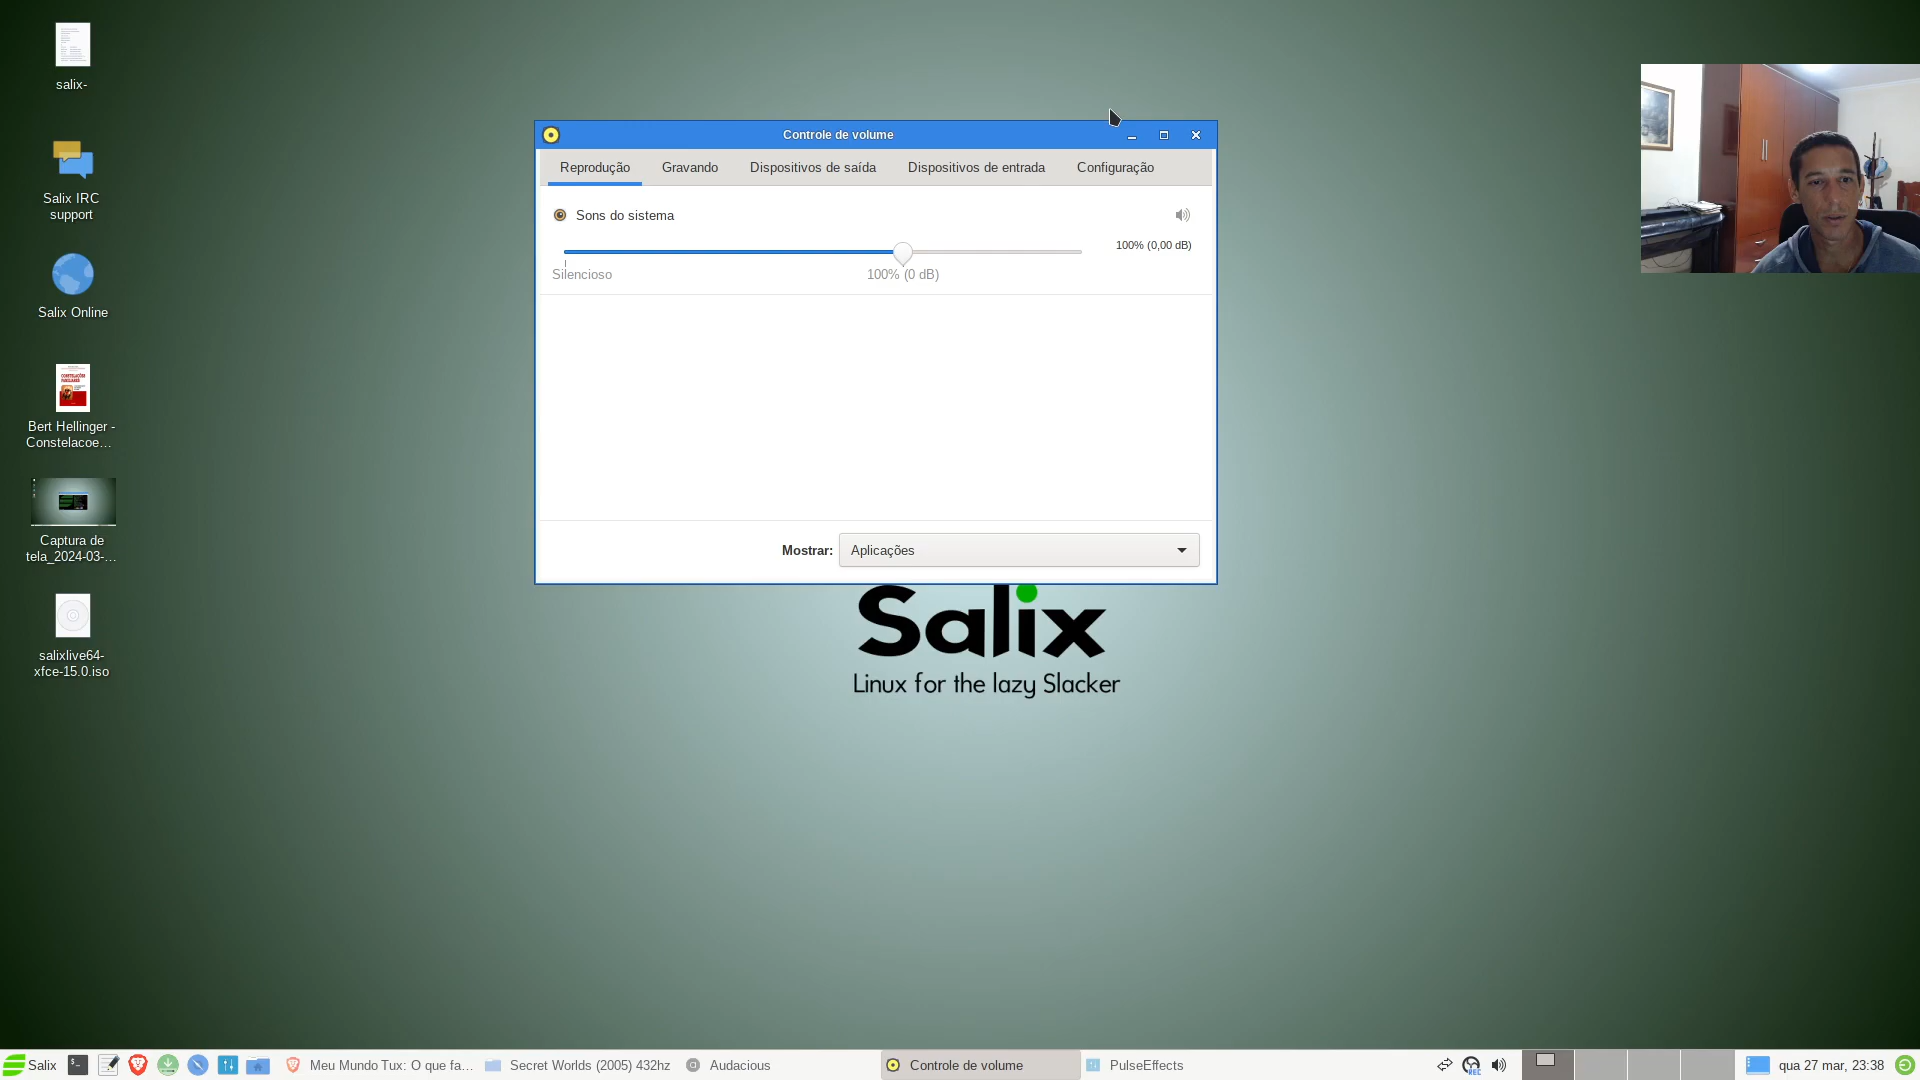 salix-
Salix IRC
support
Salix Online
Bert Hellinger -
Constelacoe...
Captura de
tela_2024-03-...
salixlive64-
xfce-15.0.iso
Controle de volume
Reprodução
Gravando
Dispositivos de saída
Dispositivos de entrada
Configuração
Sons do sistema
100% (0,00 dB)
Silencioso
100% (0 dB)
Mostrar:
Aplicações
Salix
Linux for the lazy Slacker
Salix
Meu Mundo Tux: O que fa...
Secret Worlds (2005) 432hz
Audacious
Controle de volume
PulseEffects
REC
qua 27 mar, 23:38